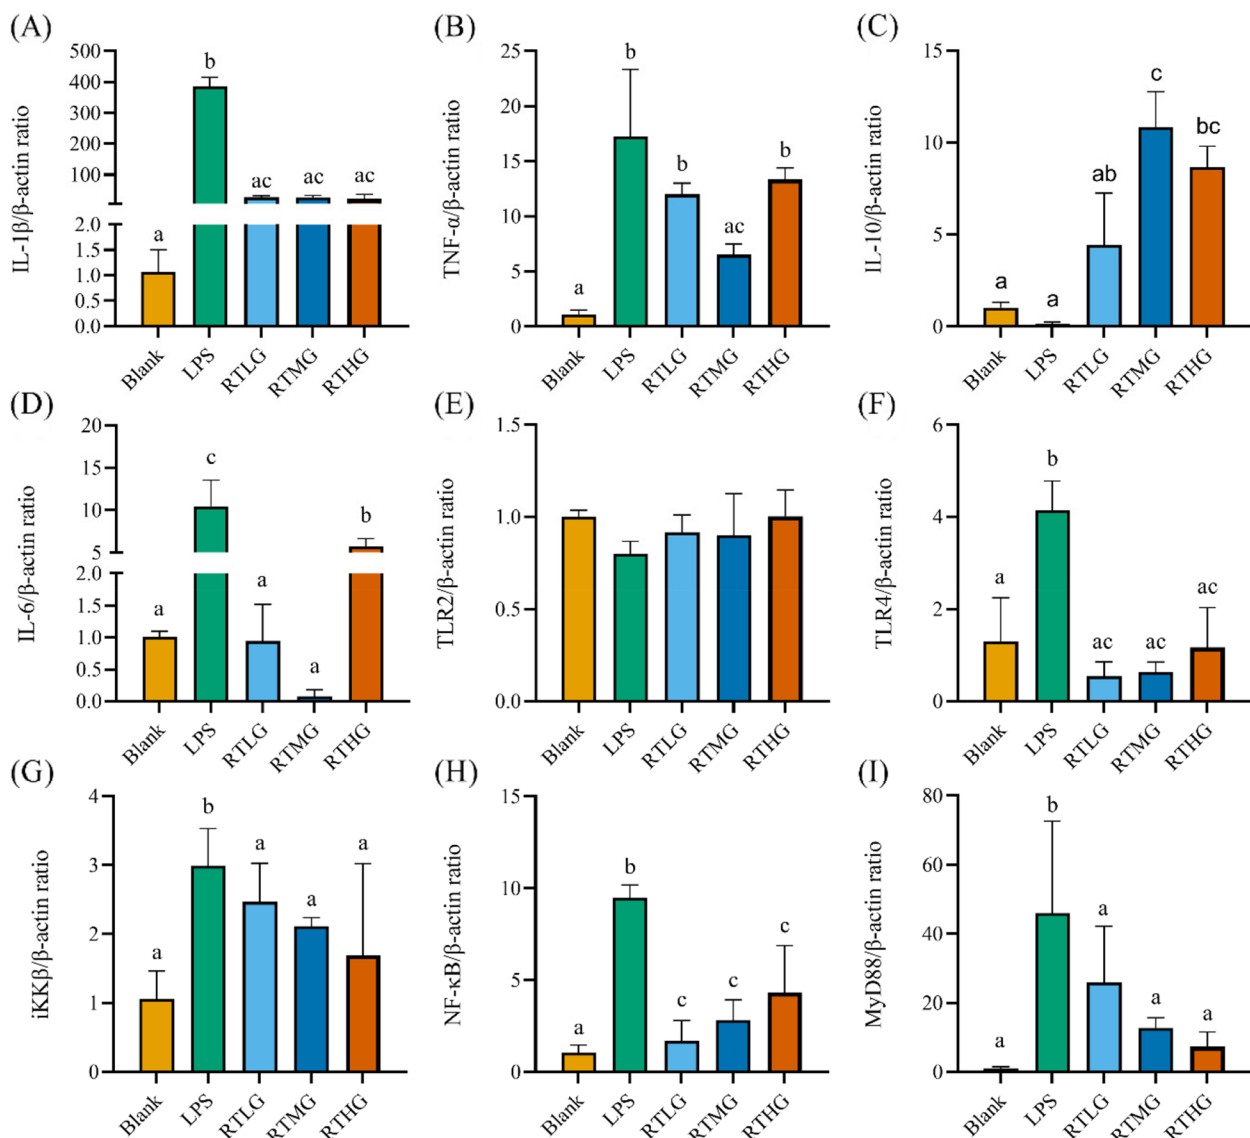 (A)
IL-1β/β-actin ratio
500
400
300
200
100
2.0
1.5
1.0
0.5
0.0
a
b
ac
ac
ac
Blank
LPS
RTLG
RTMG
RTHG
(B)
TNF-α/β-actin ratio
25
20
15
10
5
0
a
b
b
ac
b
Blank
LPS
RTLG
RTMG
RTHG
(C)
IL-10/β-actin ratio
15
10
5
0
a
a
ab
c
bc
Blank
LPS
RTLG
RTMG
RTHG
(D)
IL-6/β-actin ratio
20
15
10
5
2.0
1.5
1.0
0.5
0.0
a
c
a
a
b
Blank
LPS
RTLG
RTMG
RTHG
(E)
TLR2/β-actin ratio
1.5
1.0
0.5
0.0
Blank
LPS
RTLG
RTMG
RTHG
(F)
TLR4/β-actin ratio
6
4
2
0
a
b
ac
ac
ac
Blank
LPS
RTLG
RTMG
RTHG
(G)
iKKβ/β-actin ratio
4
3
2
1
0
a
b
a
a
a
Blank
LPS
RTLG
RTMG
RTHG
(H)
NF-κB/β-actin ratio
15
10
5
0
a
b
c
c
c
Blank
LPS
RTLG
RTMG
RTHG
(I)
MyD88/β-actin ratio
80
60
40
20
0
a
b
a
a
a
Blank
LPS
RTLG
RTMG
RTHG